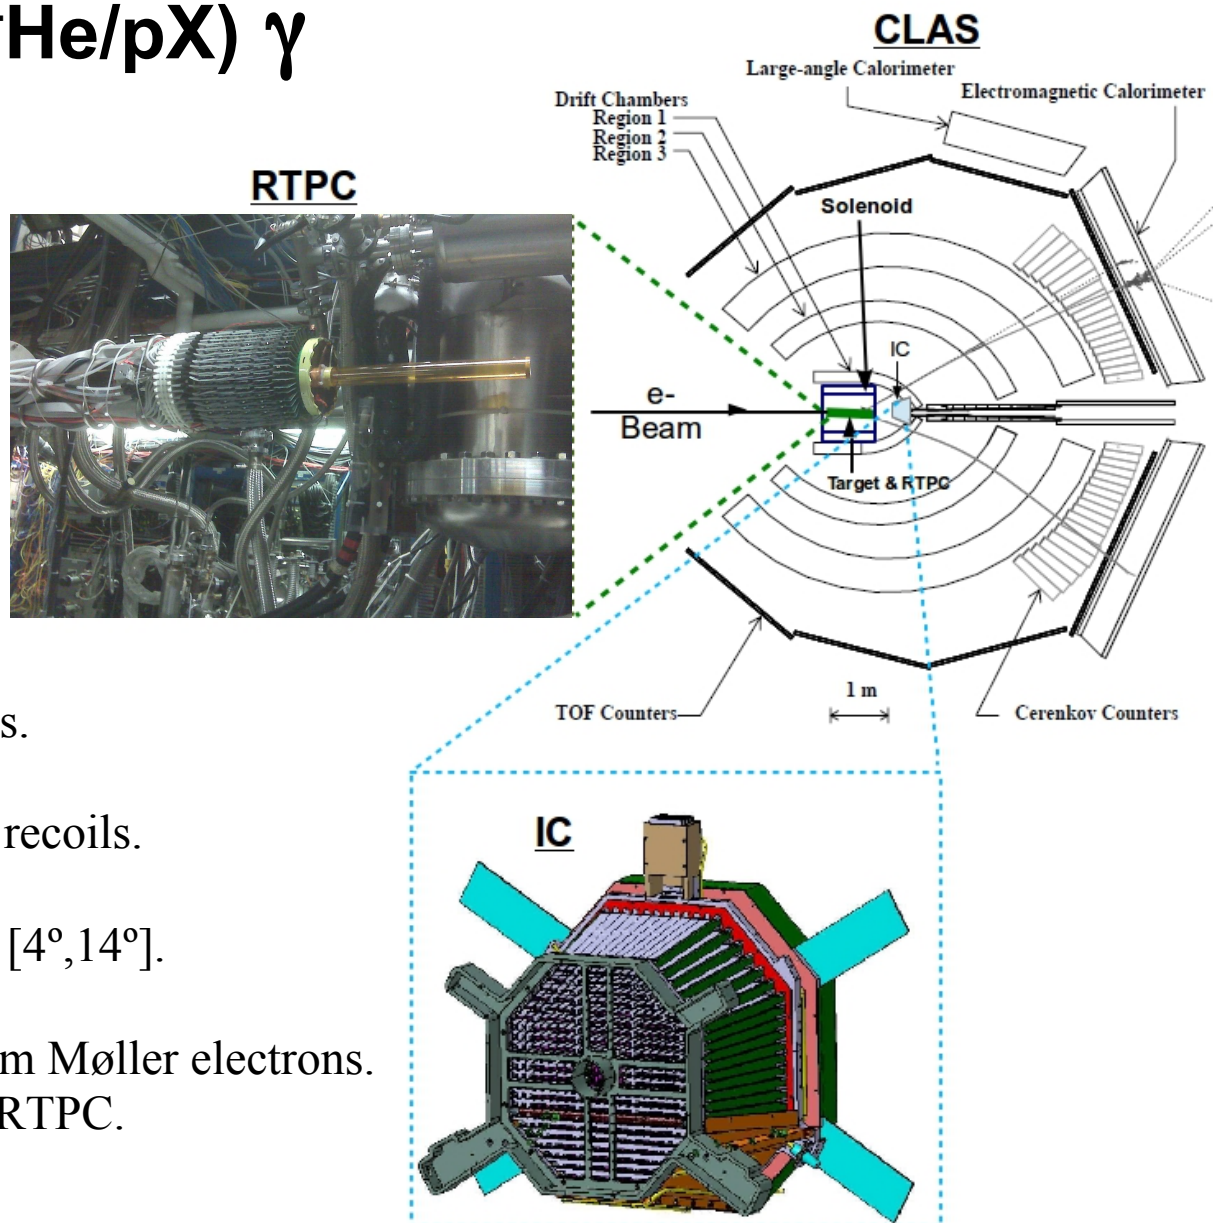 He/pX) γ
CLAS
Large-angle Calorimeter
Electromagnetic Calorimeter
Drift Chambers
Region 1
Region 2
Region 3
RTPC
Solenoid
IC
e-
Beam
Target & RTPC
1 m
TOF Counters
Cerenkov Counters
s.
recoils.
[4º,14º].
m Møller electrons.
RTPC.
IC